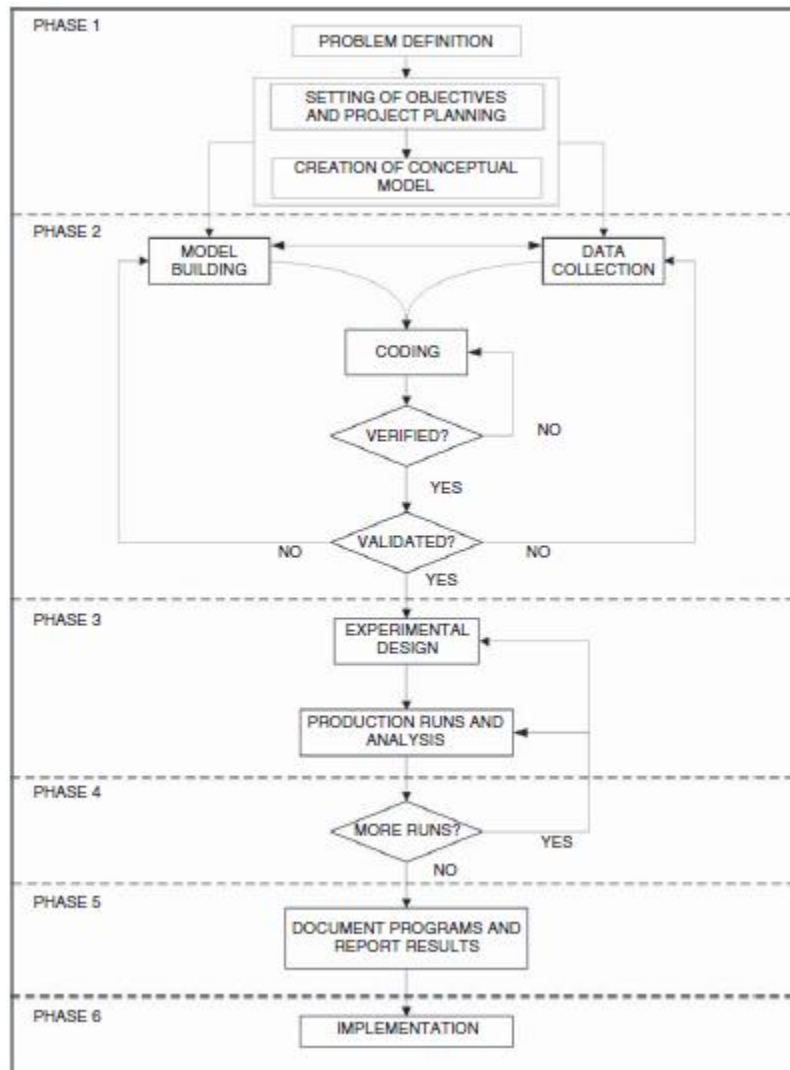 PHASE 1
PROBLEM DEFINITION
SETTING OF OBJECTIVES
AND PROJECT PLANNING
CREATION OF CONCEPTUAL
MODEL
PHASE 2
MODEL
BUILDING
DATA
COLLECTION
CODING
VERIFIED?
NO
YES
VALIDATED?
NO
NO
YES
PHASE 3
EXPERIMENTAL
DESIGN
PRODUCTION RUNS AND
ANALYSIS
PHASE 4
MORE RUNS?
YES
NO
PHASE 5
DOCUMENT PROGRAMS AND
REPORT RESULTS
PHASE 6
IMPLEMENTATION